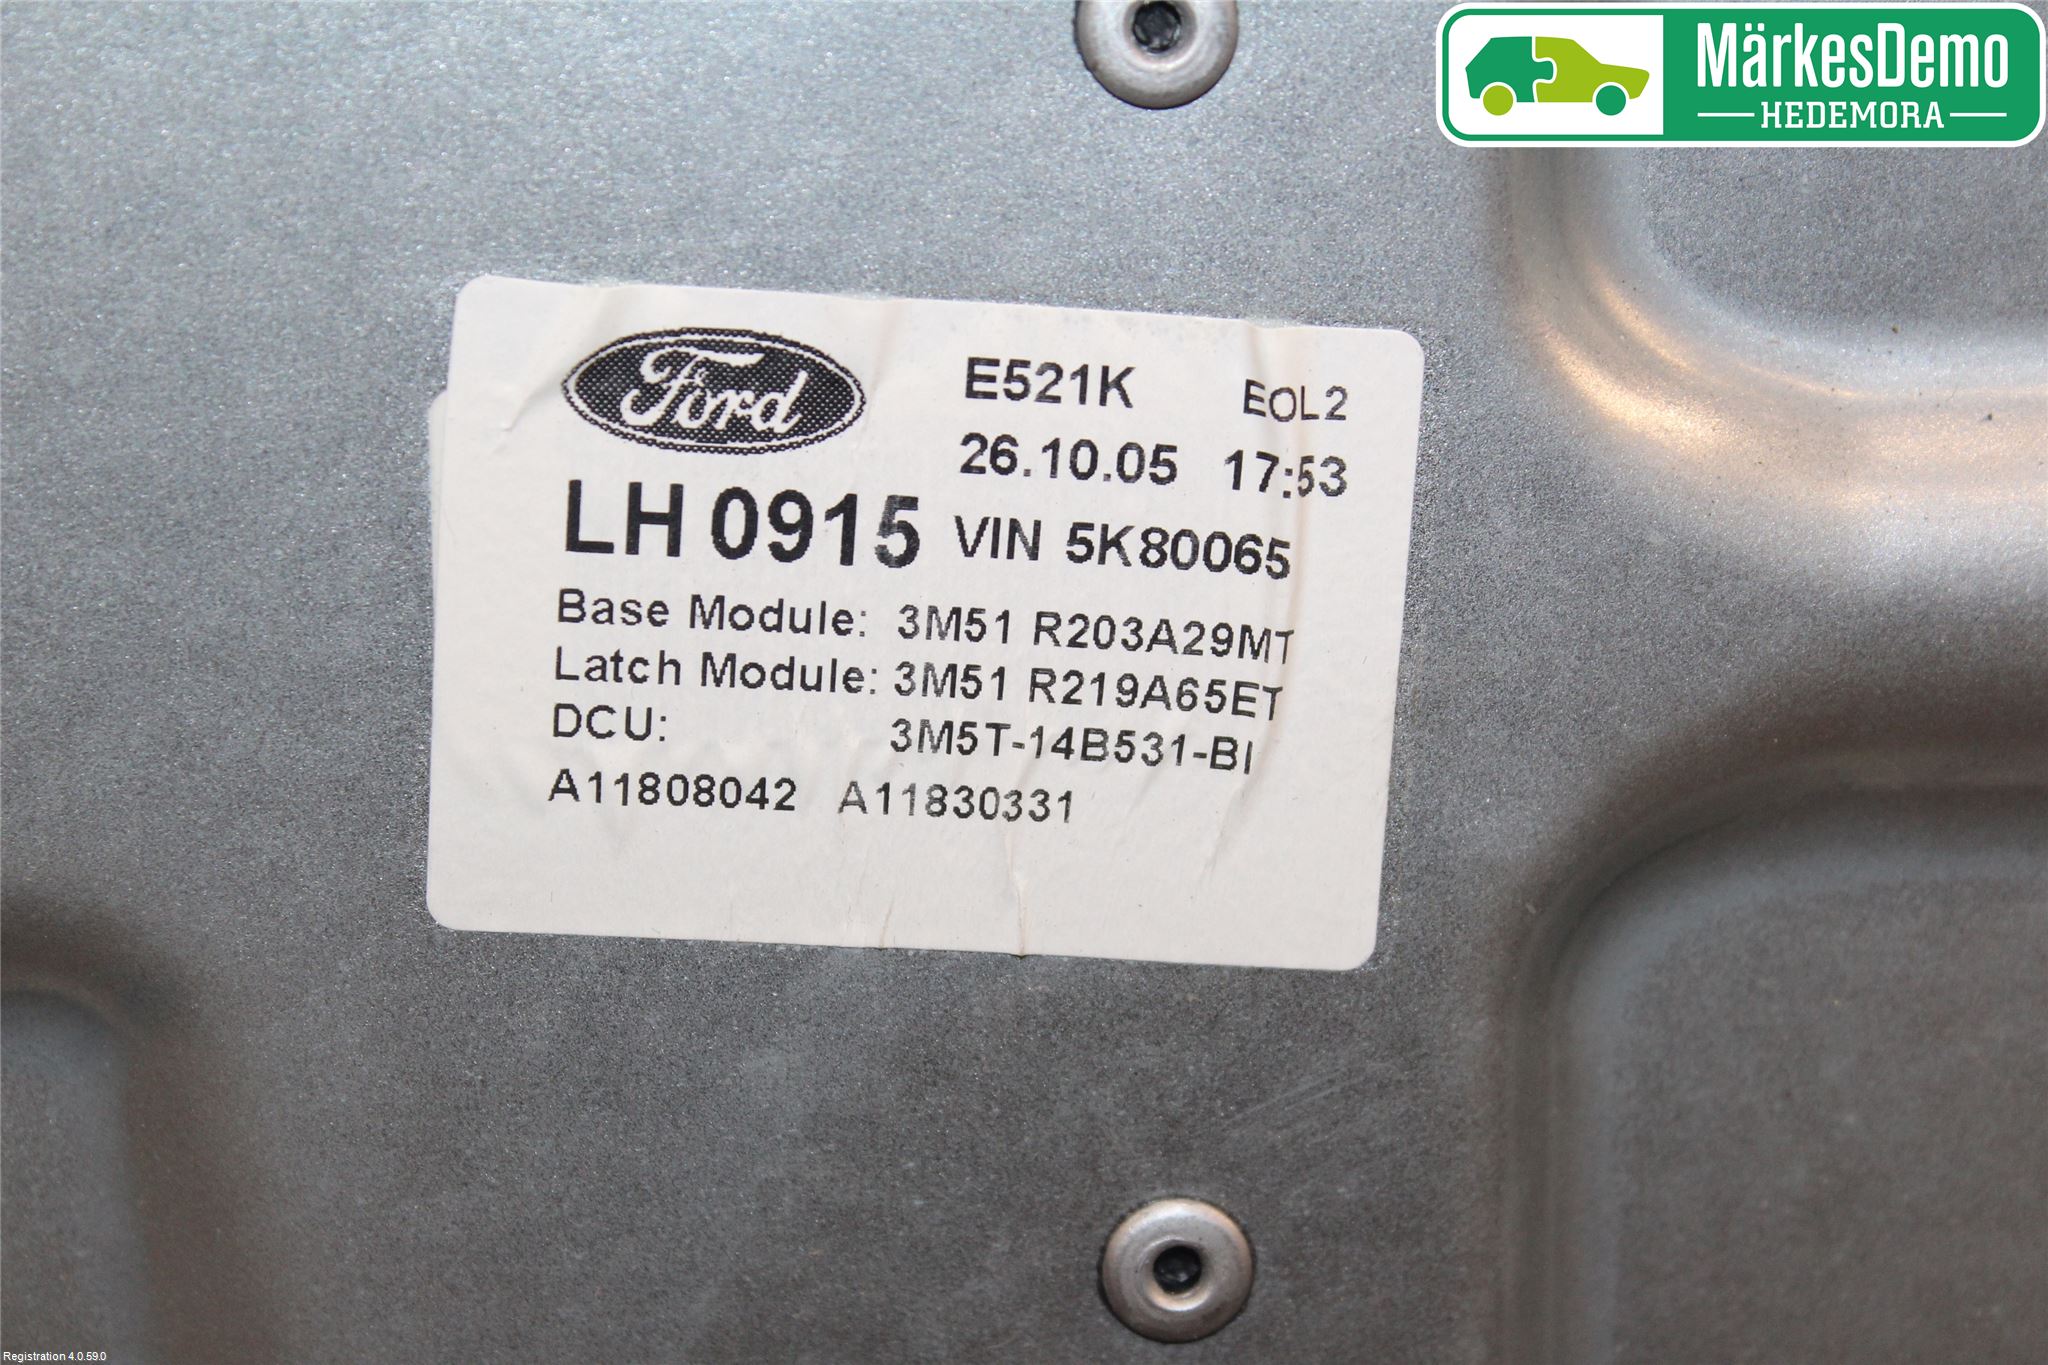 MärkesDemo
HEDEMORA
Ford
E521K EOL2
26.10.05 17:53
LH 0915 VIN 5K80065
Base Module: 3M51 R203A29MT
Latch Module: 3M51 R219A65ET
DCU: 3M5T-14B531-BI
A11808042 A11830331
Registration 4.0.59.0